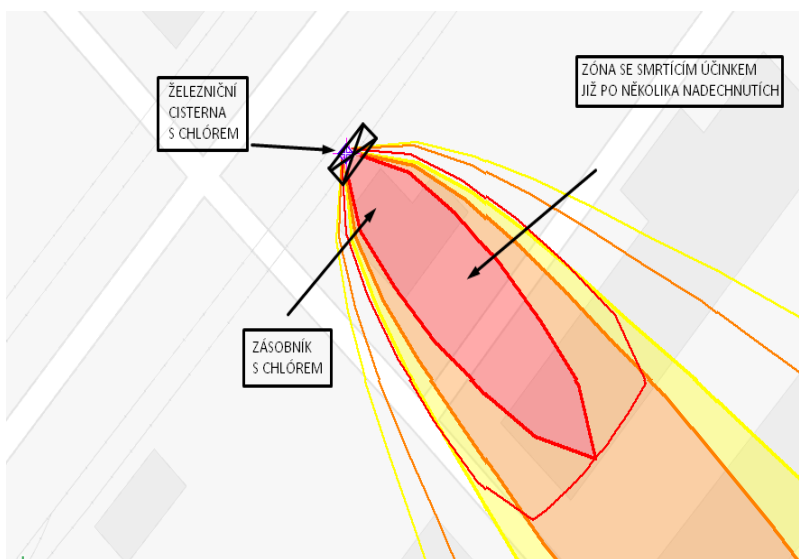 ŽELEZNIČNÍ
CISTERNA
S CHLÓREM
ZÓNA SE SMRTÍCÍM ÚČINKEM
JIŽ PO NĚKOLIKA NADECHNUTÍCH
ZÁSOBNÍK
S CHLÓREM